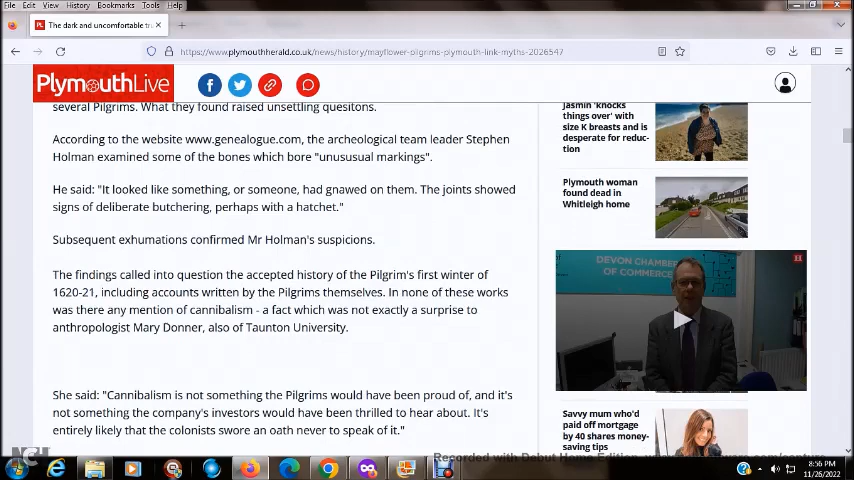 File Edit View History Bookmarks Tools Help
PL The dark and uncomfortable tru
https://www.plymouthherald.co.uk/news/history/mayflower-pilgrims-plymouth-link-myths-2026547
PlymouthLive
several Pilgrims. What they found raised unsettling quesitons.
According to the website www.genealogue.com, the archeological team leader Stephen
Holman examined some of the bones which bore "unususual markings".
He said: "It looked like something, or someone, had gnawed on them. The joints showed
signs of deliberate butchering, perhaps with a hatchet."
Subsequent exhumations confirmed Mr Holman's suspicions.
The findings called into question the accepted history of the Pilgrim's first winter of
1620-21, including accounts written by the Pilgrims themselves. In none of these works
was there any mention of cannibalism - a fact which was not exactly a surprise to
anthropologist Mary Donner, also of Taunton University.
She said: "Cannibalism is not something the Pilgrims would have been proud of, and it's
not something the company's investors would have been thrilled to hear about. It's
entirely likely that the colonists swore an oath never to speak of it."
Jasmin 'knocks
things over' with
size K breasts and is
desperate for reduc-
tion
Plymouth woman
found dead in
Whitleigh home
DEVON CHAMBER
OF COMMERCE
Savvy mum who'd
paid off mortgage
by 40 shares money-
saving tips
NCH
Recorded with Debut Home Edition
8:56 PM
11/26/2022